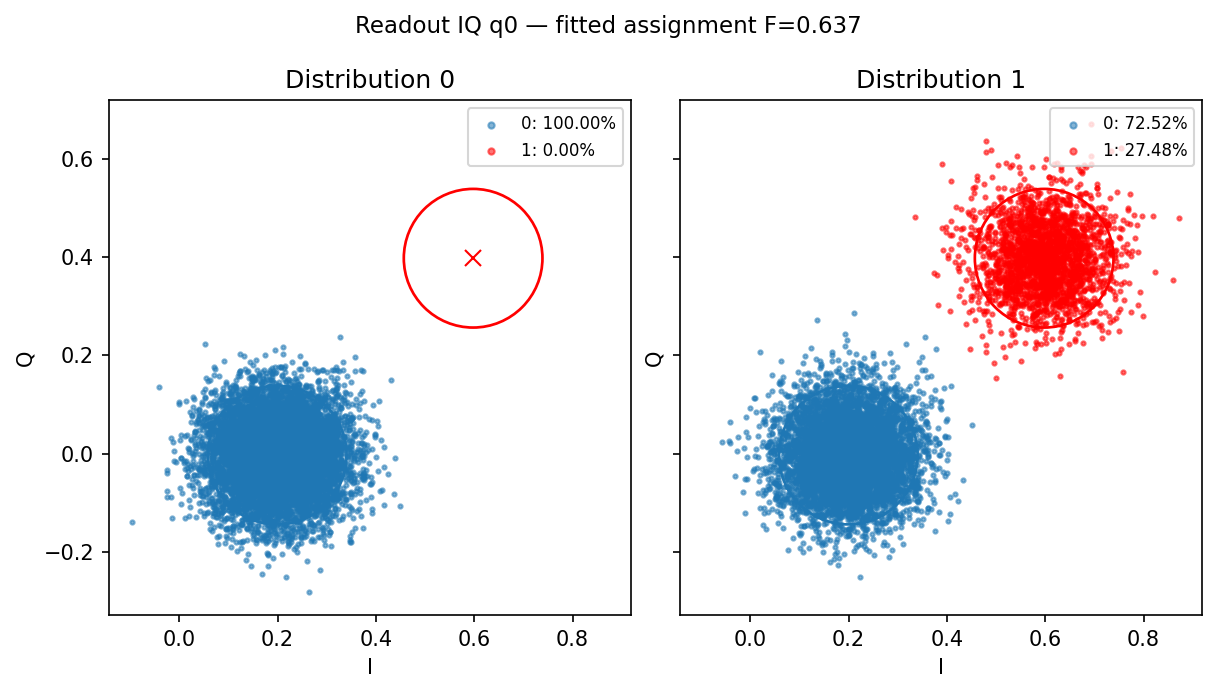 Readout IQ q0 — fitted assignment F=0.637
Distribution 0
Distribution 1
0: 100.00%
1: 0.00%
0: 72.52%
1: 27.48%
Q
0.6
0.4
0.2
0.0
−0.2
0.0 0.2 0.4 0.6 0.8
I
Q
0.0 0.2 0.4 0.6 0.8
I